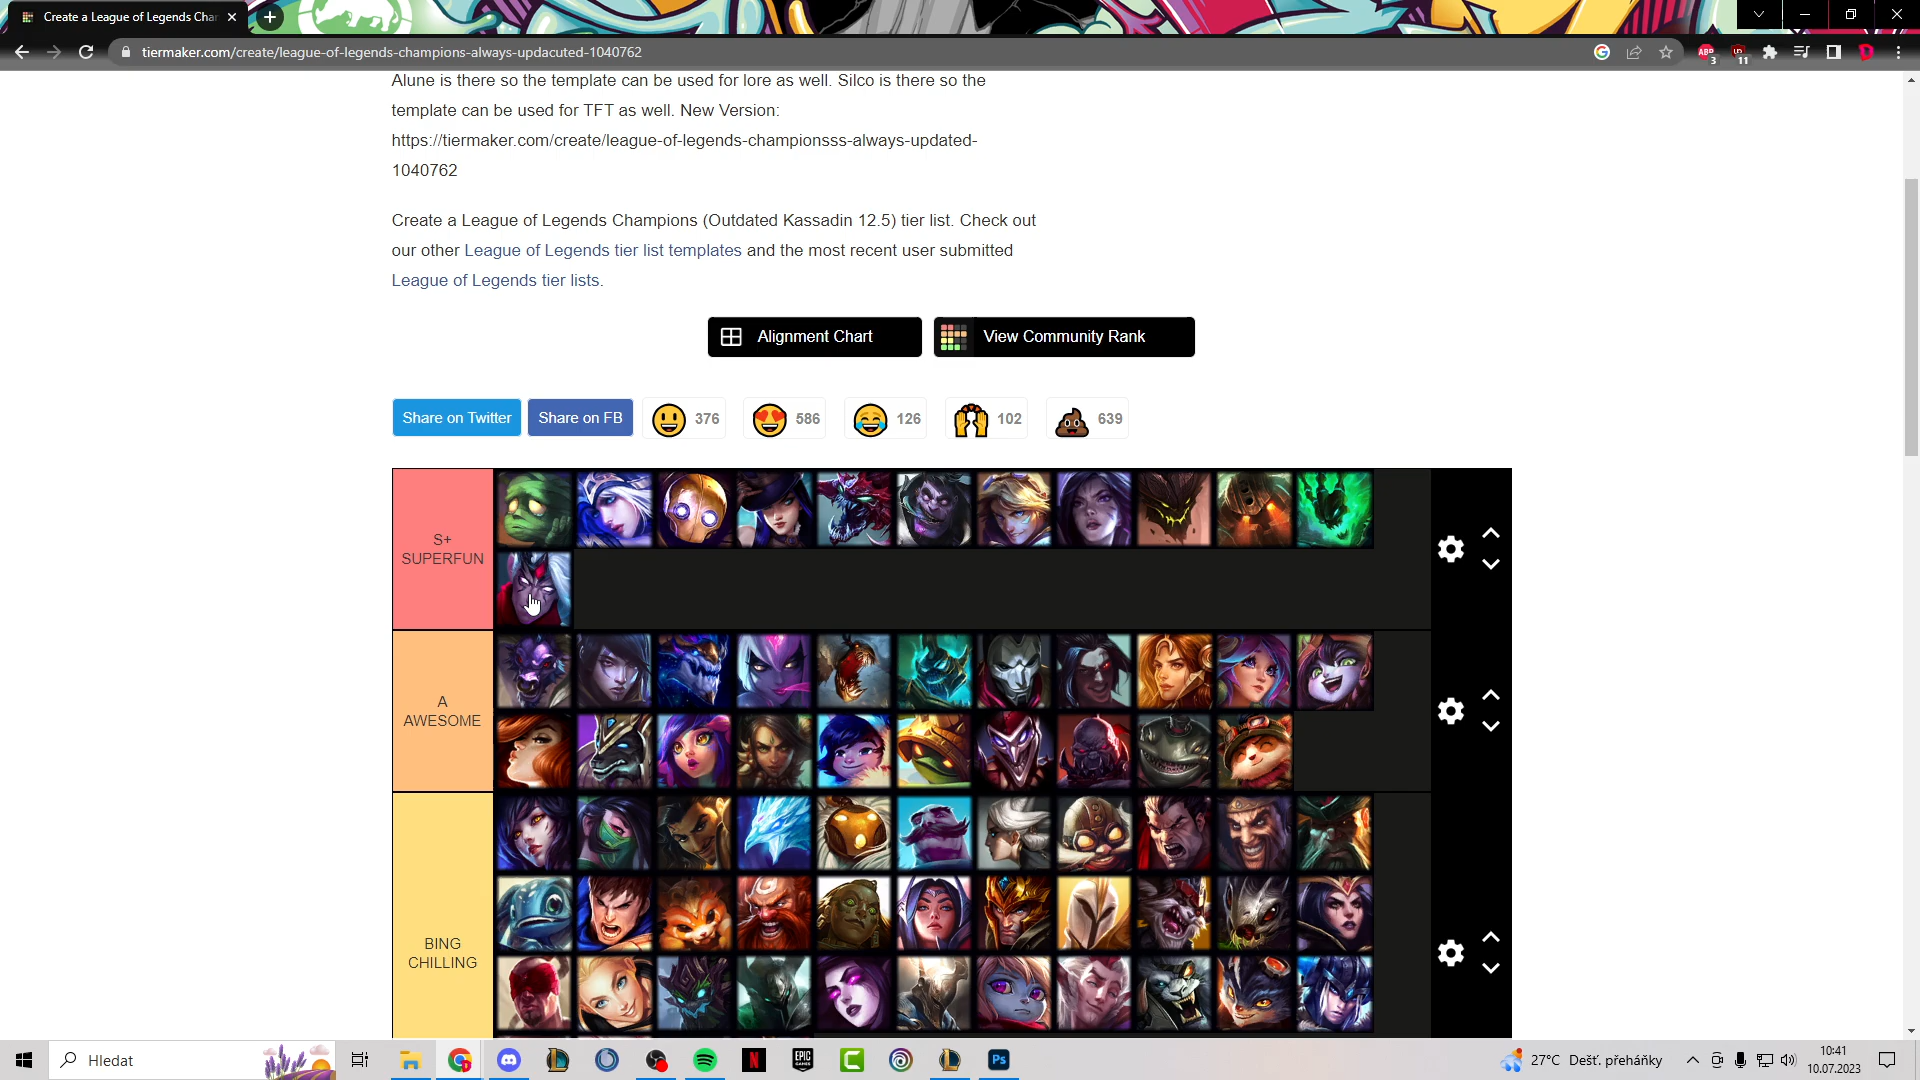 Create a League of Legends Char
tiermaker.com/create/league-of-legends-champions-always-updacuted-1040762
ABP
3
11
Alune is there so the template can be used for lore as well. Silco is there so the
template can be used for TFT as well. New Version:
https://tiermaker.com/create/league-of-legends-championsss-always-updated-
1040762
Create a League of Legends Champions (Outdated Kassadin 12.5) tier list. Check out
our other League of Legends tier list templates and the most recent user submitted
League of Legends tier lists.
Alignment Chart
View Community Rank
Share on Twitter
Share on FB
376
586
126
102
639
S+
SUPERFUN
A
AWESOME
BING
CHILLING
Hledat
N
EPIC
GAMES
C
Ps
27°C Dešť. přeháňky
10:41
10.07.2023